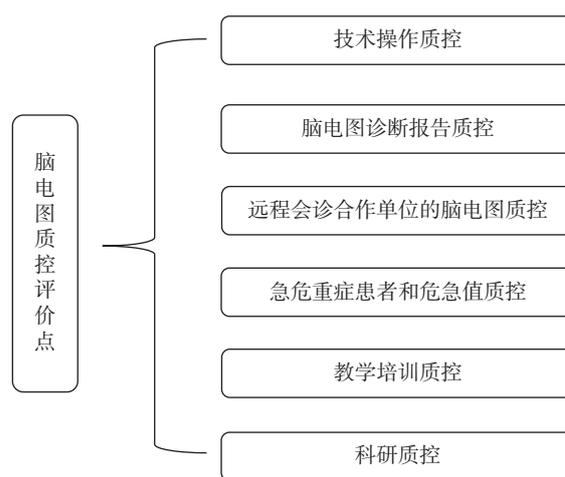 脑电图质控评价点
技术操作质控
脑电图诊断报告质控
远程会诊合作单位的脑电图质控
急危重症患者和危急值质控
教学培训质控
科研质控